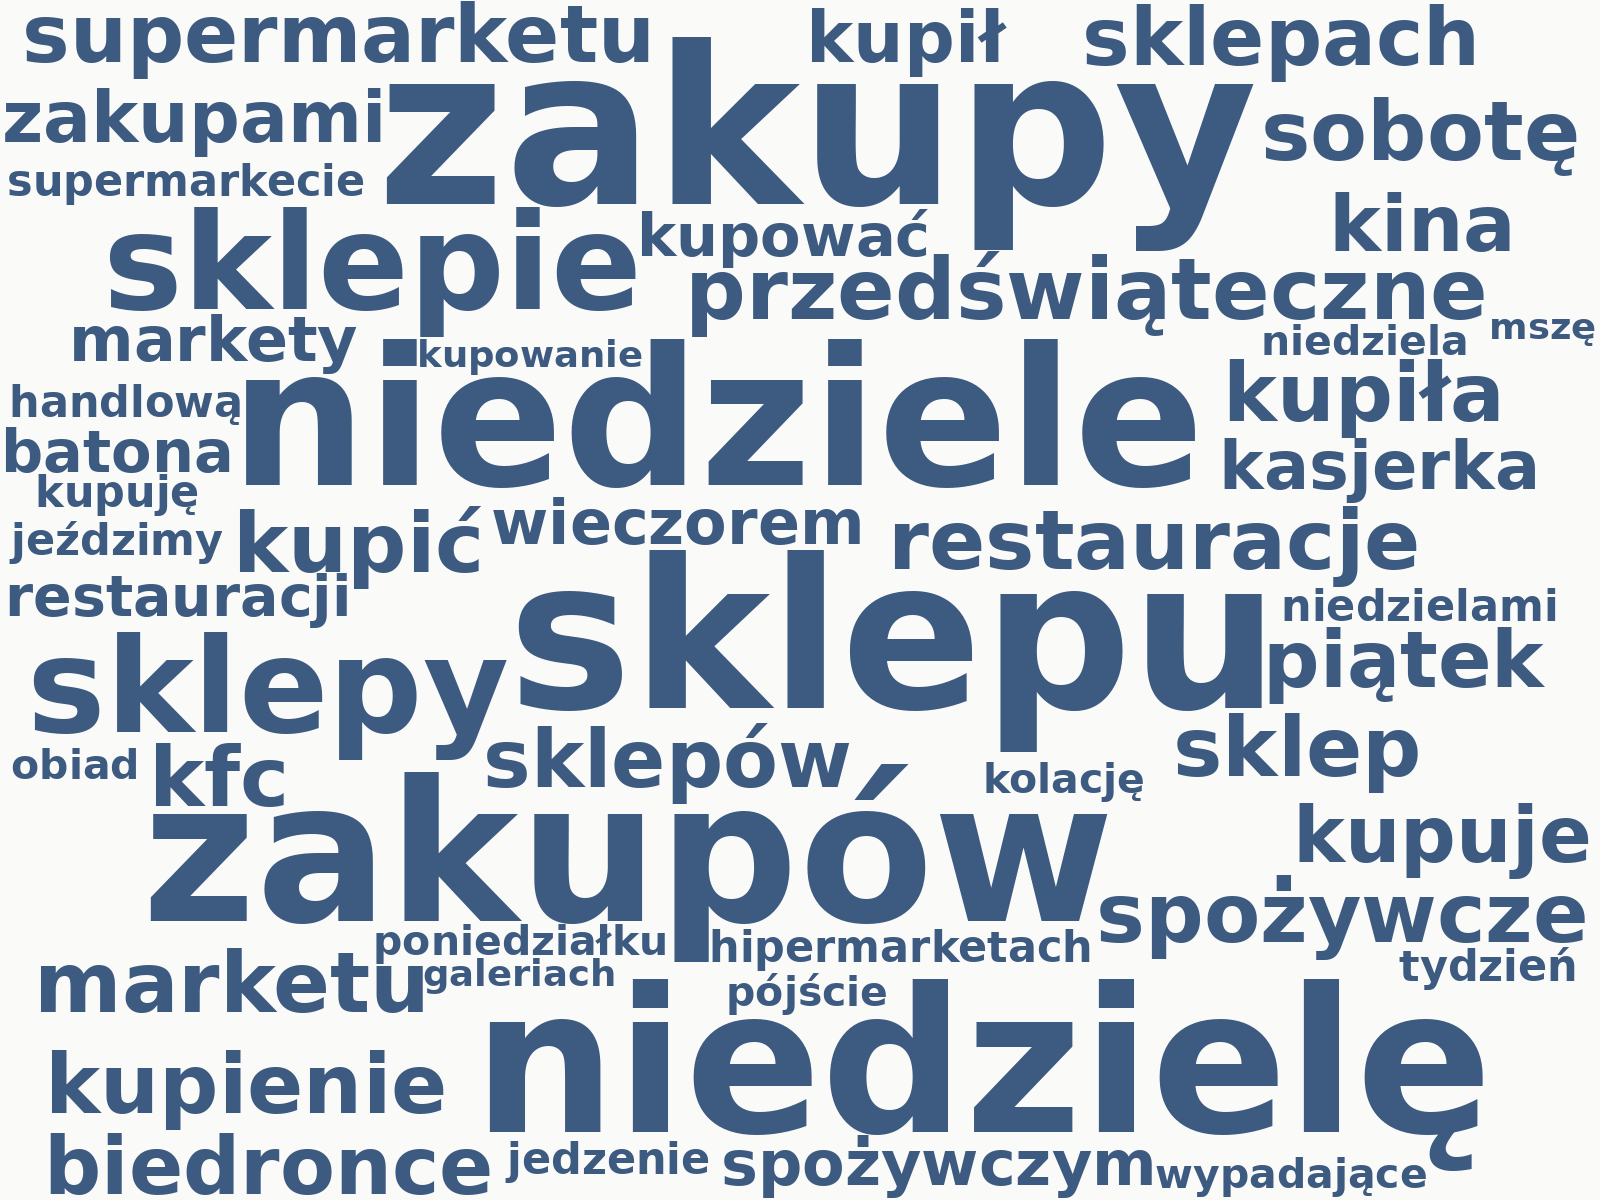 supermarketu
kupił
sklepach
zakupy
zakupami
sobotę
supermarkecie
sklepie
kupować
kina
przedświąteczne
markety
kupowanie
niedziela
mszę
niedziele
handlową
kupiła
batona
kasjerka
kupuję
jeździmy
kupić
wieczorem
restauracje
restauracji
sklepu
niedzielami
sklepy
piątek
obiad
kfc
sklepów
kolację
sklep
zakupów
kupuje
spożywcze
poniedziałku
hipermarketach
marketu
galeriach
pójście
tydzień
niedzielę
kupienie
biedronce
jedzenie
spożywczym
wypadające